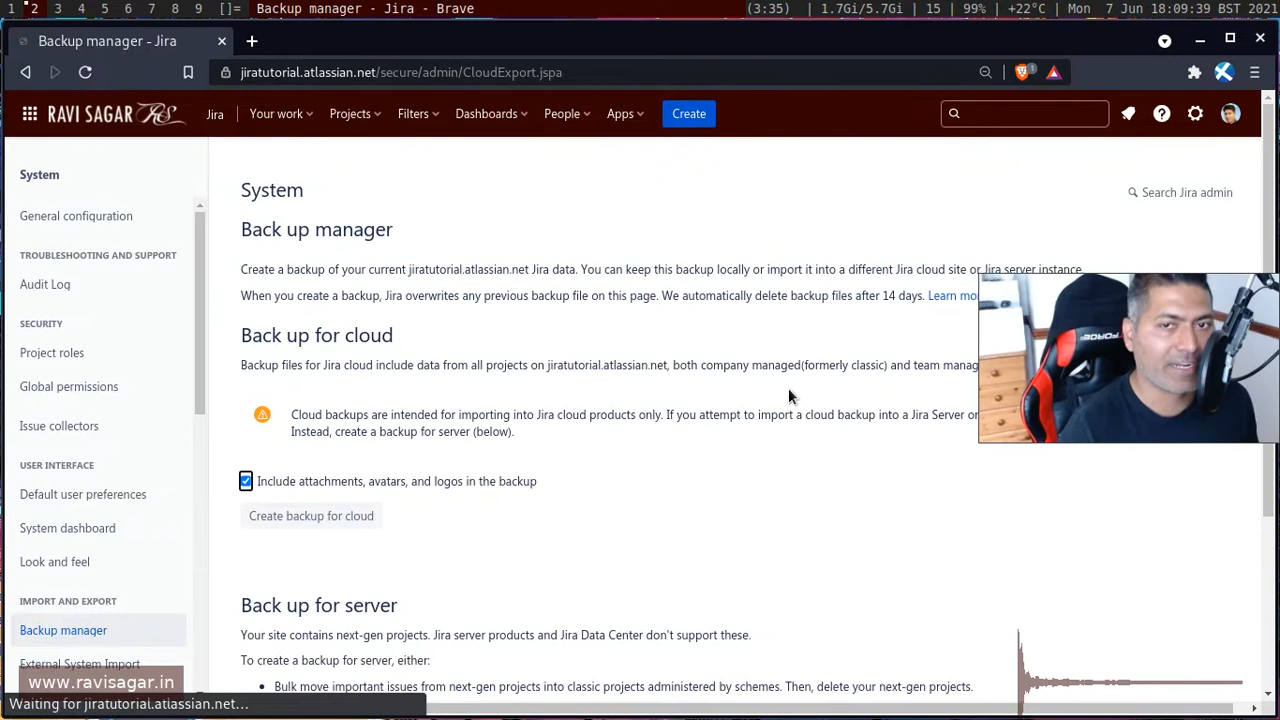 1 2 3 4 5 6 7 8 9 []= Backup manager - Jira - Brave (3:35) | 1.7Gi/5.7Gi | 15 | 99% | +22°C | Mon 7 Jun 18:09:39 BST 2021
Backup manager - Jira
jiratutorial.atlassian.net/secure/admin/CloudExport.jspa 1
RAVI SAGAR RS Jira Your work Projects Filters Dashboards People Apps Create
System
General configuration
TROUBLESHOOTING AND SUPPORT
Audit Log
SECURITY
Project roles
Global permissions
Issue collectors
USER INTERFACE
Default user preferences
System dashboard
Look and feel
IMPORT AND EXPORT
Backup manager
External System Import
www.ravisagar.in
Waiting for jiratutorial.atlassian.net…
System
Search Jira admin
Back up manager
Create a backup of your current jiratutorial.atlassian.net Jira data. You can keep this backup locally or import it into a different Jira cloud site or Jira server instance.
When you create a backup, Jira overwrites any previous backup file on this page. We automatically delete backup files after 14 days. Learn
Back up for cloud
Backup files for Jira cloud include data from all projects on jiratutorial.atlassian.net, both company managed(formerly classic) and team
Cloud backups are intended for importing into Jira cloud products only. If you attempt to import a cloud backup into a Jira Server
Instead, create a backup for server (below).
Include attachments, avatars, and logos in the backup
Create backup for cloud
Back up for server
Your site contains next-gen projects. Jira server products and Jira Data Center don't support these.
To create a backup for server, either:
• Bulk move important issues from next-gen projects into classic projects administered by schemes. Then, delete your next-gen projects.